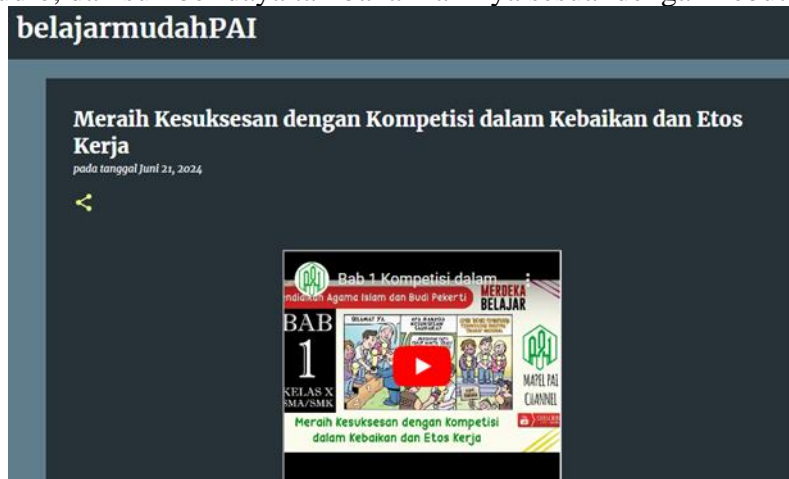 belajarmudahPAI
Meraih Kesuksesan dengan Kompetisi dalam Kebaikan dan Etos
Kerja
pada tanggal Juni 21, 2024
Bab 1 Kompetisi dalam
Agama Islam dan Budi Pekerti
MERDEKA
BELAJAR
BAB
1
KELAS X
SMA/SMK
MAPEL PAI
CHANNEL
Meraih Kesuksesan dengan Kompetisi
dalam Kebaikan dan Etos Kerja